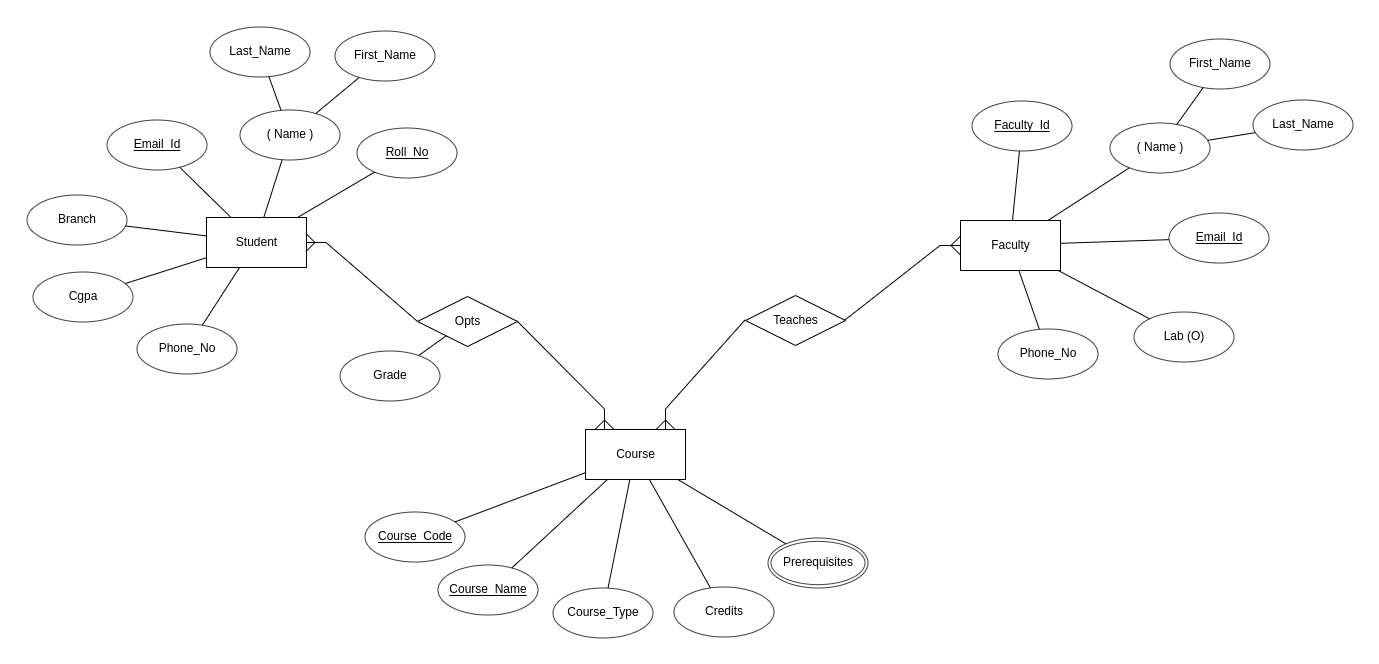 Last_Name
First_Name
( Name )
Email_Id
Roll_No
Branch
Student
Cgpa
Phone_No
Opts
Grade
First_Name
Faculty_Id
Last_Name
( Name )
Email_Id
Faculty
Teaches
Lab (O)
Phone_No
Course
Course_Code
Course_Name
Course_Type
Credits
Prerequisites